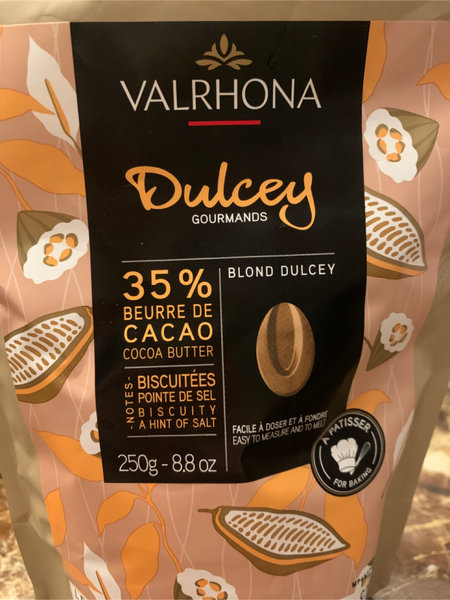 VALRHONA
Dulcey
GOURMANDS
35%
BEURRE DE
CACAO
COCOA BUTTER
BLOND DULCEY
NOTES-
BISCUITÉES
POINTE DE SEL
BISCUITY
A HINT OF SALT
250g - 8,8 oz
FACILE À DOSER ET À FONDRE
EASY TO MEASURE AND TO MELT
À PATISSER
FOR BAKING